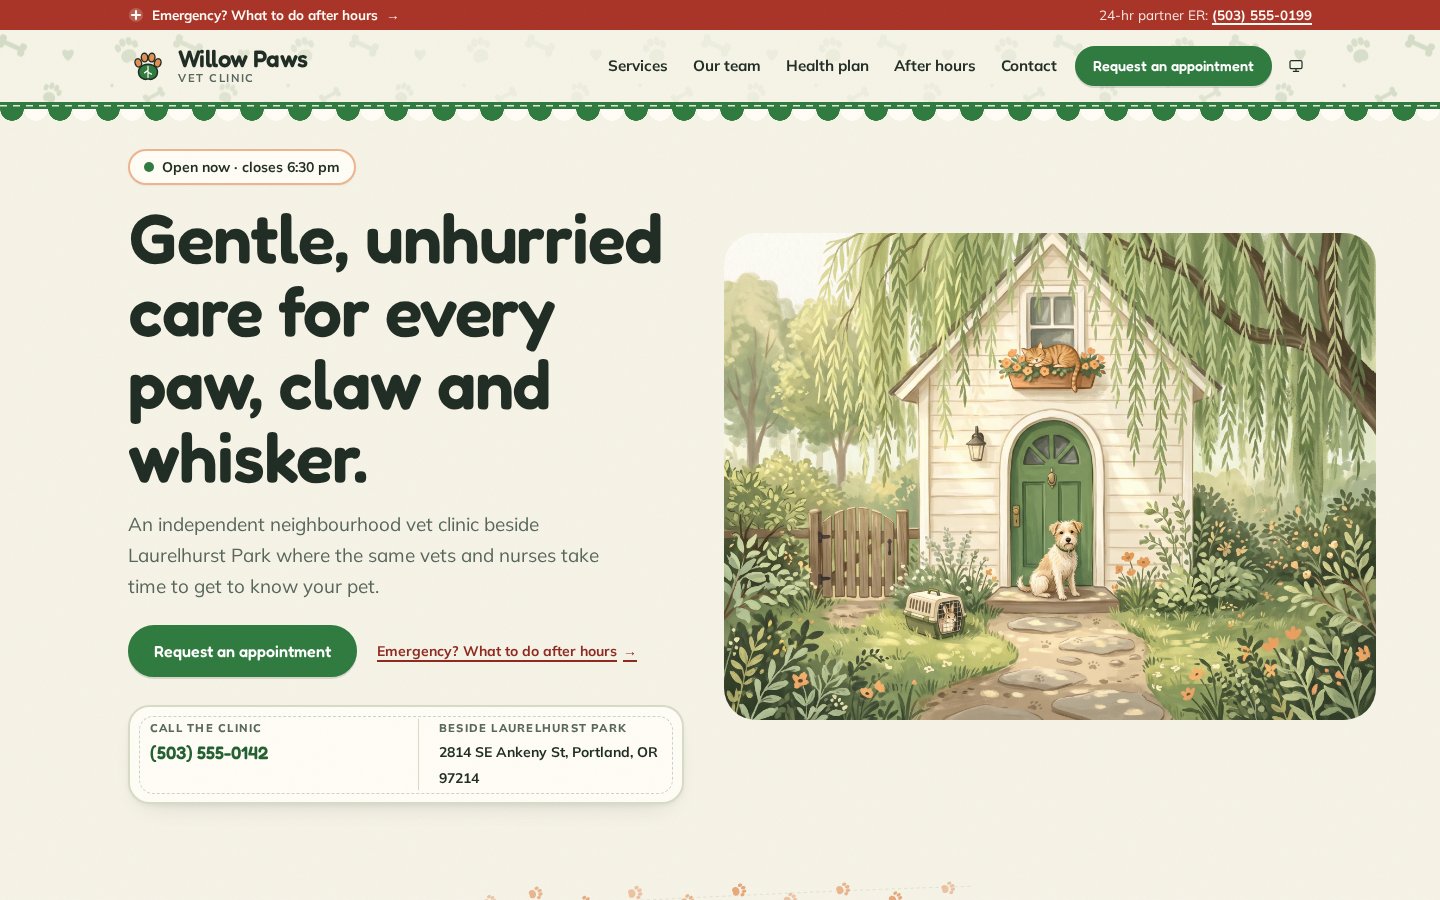 Emergency? What to do after hours →
24-hr partner ER: (503) 555-0199
Willow Paws
VET CLINIC
Services
Our team
Health plan
After hours
Contact
Request an appointment
Open now · closes 6:30 pm
Gentle, unhurried
care for every
paw, claw and
whisker.
An independent neighbourhood vet clinic beside
Laurelhurst Park where the same vets and nurses take
time to get to know your pet.
Request an appointment
Emergency? What to do after hours →
CALL THE CLINIC
(503) 555-0142
BESIDE LAURELHURST PARK
2814 SE Ankeny St, Portland, OR
97214